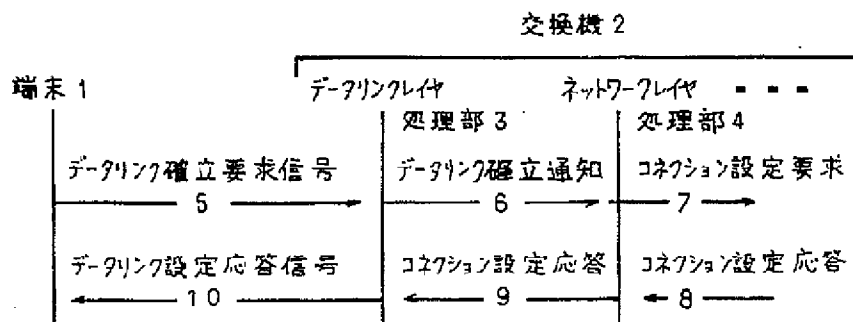 交換機2
端末1
データリンクレイヤ
ネットワークレイヤ ・・・
処理部3
処理部4
データリンク確立要求信号
データリンク確立通知
コネクション設定要求
5
6
7
データリンク設定応答信号
コネクション設定応答
コネクション設定応答
10
9
8